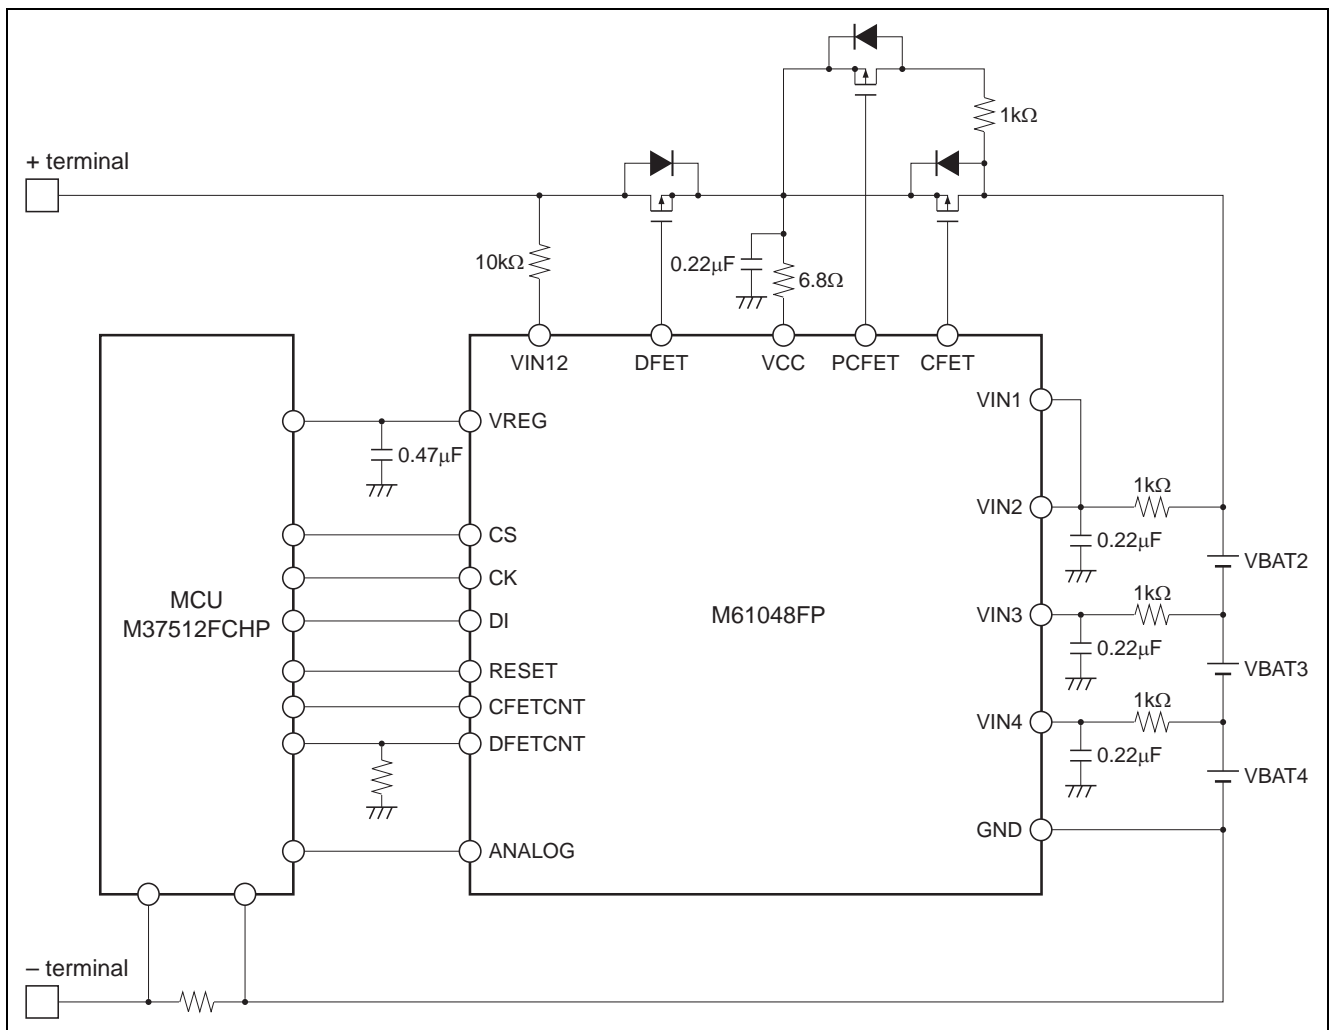 1kΩ
+ terminal
10kΩ
0.22µF
6.8Ω
VIN12
DFET
VCC
PCFET
CFET
VIN1
VREG
0.47µF
1kΩ
VIN2
CS
0.22µF
VBAT2
CK
1kΩ
MCU
M37512FCHP
DI
M61048FP
VIN3
0.22µF
VBAT3
RESET
1kΩ
CFETCNT
VIN4
DFETCNT
0.22µF
VBAT4
GND
ANALOG
– terminal